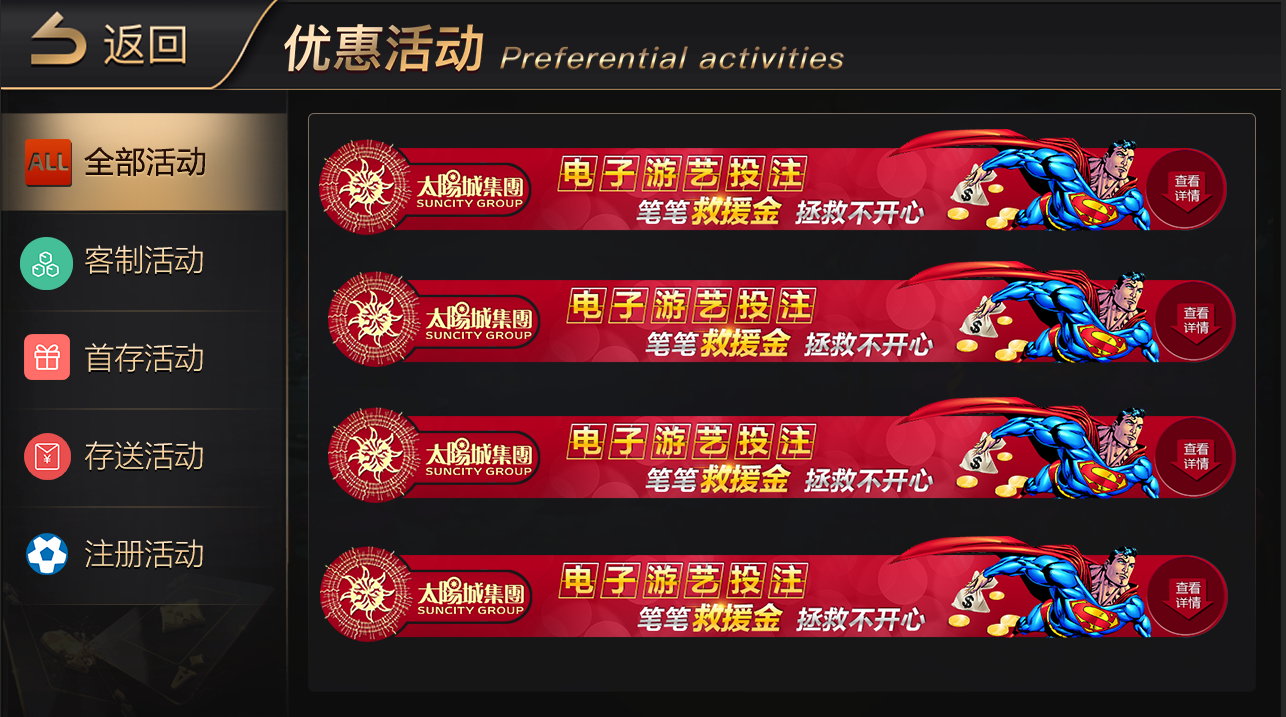 返回
优惠活动 Preferential activities
ALL 全部活动
客制活动
首存活动
存送活动
注册活动
太陽城集團
SUNCITY GROUP
电子游艺投注
笔笔救援金 拯救不开心
$
查看
详情
太陽城集團
SUNCITY GROUP
电子游艺投注
笔笔救援金 拯救不开心
$
查看
详情
太陽城集團
SUNCITY GROUP
电子游艺投注
笔笔救援金 拯救不开心
$
查看
详情
太陽城集團
SUNCITY GROUP
电子游艺投注
笔笔救援金 拯救不开心
$
查看
详情